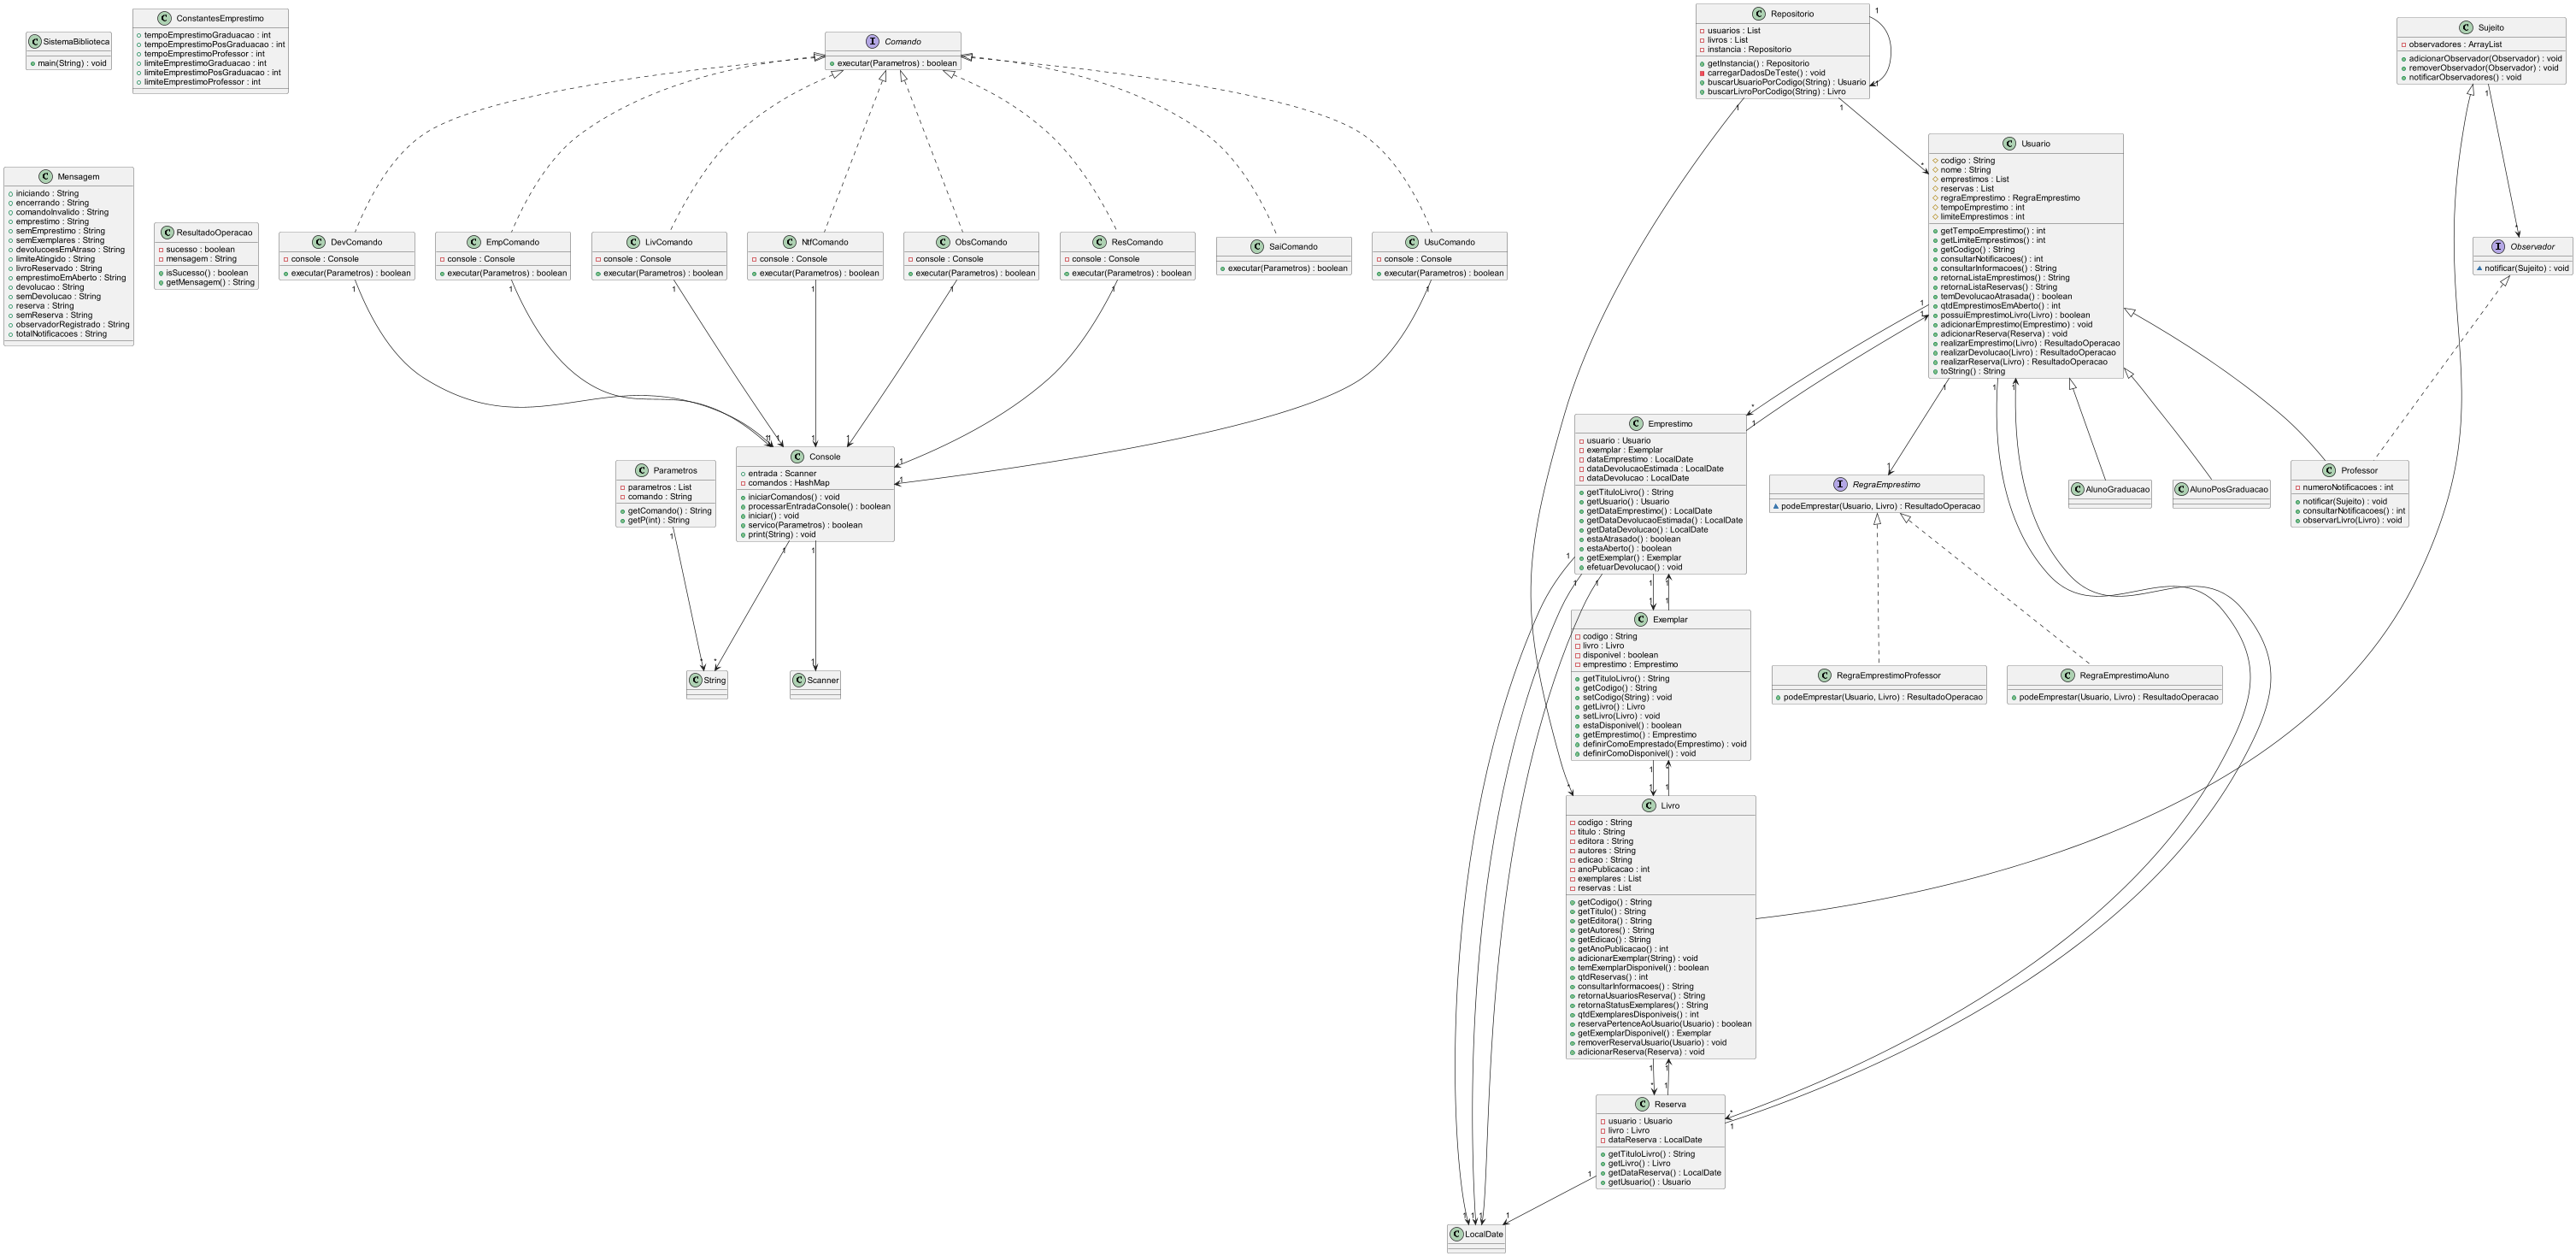 SistemaBiblioteca
main(String) : void
ConstantesEmprestimo
tempoEmprestimoGraduacao : int
tempoEmprestimoPosGraduacao : int
tempoEmprestimoProfessor : int
limiteEmprestimoGraduacao : int
limiteEmprestimoPosGraduacao : int
limiteEmprestimoProfessor : int
Comando
executar(Parametros) : boolean
Repositorio
usuarios : List
livros : List
instancia : Repositorio
getInstancia() : Repositorio
carregarDadosDeTeste() : void
buscarUsuarioPorCodigo(String) : Usuario
buscarLivroPorCodigo(String) : Livro
Sujeito
observadores : ArrayList
adicionarObservador(Observador) : void
removerObservador(Observador) : void
notificarObservadores() : void
Mensagem
iniciando : String
encerrando : String
comandoInvalido : String
emprestimo : String
semEmprestimo : String
semExemplares : String
devolucoesEmAtraso : String
limiteAtingido : String
livroReservado : String
emprestimoEmAberto : String
devolucao : String
semDevolucao : String
reserva : String
semReserva : String
observadorRegistrado : String
totalNotificacoes : String
ResultadoOperacao
sucesso : boolean
mensagem : String
isSucesso() : boolean
getMensagem() : String
DevComando
console : Console
executar(Parametros) : boolean
EmpComando
console : Console
executar(Parametros) : boolean
LivComando
console : Console
executar(Parametros) : boolean
NtfComando
console : Console
executar(Parametros) : boolean
ObsComando
console : Console
executar(Parametros) : boolean
ResComando
console : Console
executar(Parametros) : boolean
SaiComando
executar(Parametros) : boolean
UsuComando
console : Console
executar(Parametros) : boolean
Usuario
codigo : String
nome : String
emprestimos : List
reservas : List
regraEmprestimo : RegraEmprestimo
tempoEmprestimo : int
limiteEmprestimos : int
getTempoEmprestimo() : int
getLimiteEmprestimos() : int
getCodigo() : String
consultarNotificacoes() : int
consultarInformacoes() : String
retornaListaEmprestimos() : String
retornaListaReservas() : String
temDevolucaoAtrasada() : boolean
qtdEmprestimosEmAberto() : int
possuiEmprestimoLivro(Livro) : boolean
adicionarEmprestimo(Emprestimo) : void
adicionarReserva(Reserva) : void
realizarEmprestimo(Livro) : ResultadoOperacao
realizarDevolucao(Livro) : ResultadoOperacao
realizarReserva(Livro) : ResultadoOperacao
toString() : String
Observador
notificar(Sujeito) : void
Parametros
parametros : List
comando : String
getComando() : String
getP(int) : String
Console
entrada : Scanner
comandos : HashMap
iniciarComandos() : void
processarEntradaConsole() : boolean
iniciar() : void
servico(Parametros) : boolean
print(String) : void
Emprestimo
usuario : Usuario
exemplar : Exemplar
dataEmprestimo : LocalDate
dataDevolucaoEstimada : LocalDate
dataDevolucao : LocalDate
getTituloLivro() : String
getUsuario() : Usuario
getDataEmprestimo() : LocalDate
getDataDevolucaoEstimada() : LocalDate
getDataDevolucao() : LocalDate
estaAtrasado() : boolean
estaAberto() : boolean
getExemplar() : Exemplar
efetuarDevolucao() : void
RegraEmprestimo
podeEmprestar(Usuario, Livro) : ResultadoOperacao
AlunoGraduacao
AlunoPosGraduacao
Professor
numeroNotificacoes : int
notificar(Sujeito) : void
consultarNotificacoes() : int
observarLivro(Livro) : void
Exemplar
codigo : String
livro : Livro
disponivel : boolean
emprestimo : Emprestimo
getTituloLivro() : String
getCodigo() : String
setCodigo(String) : void
getLivro() : Livro
setLivro(Livro) : void
estaDisponivel() : boolean
getEmprestimo() : Emprestimo
definirComoEmprestado(Emprestimo) : void
definirComoDisponivel() : void
String
Scanner
RegraEmprestimoProfessor
podeEmprestar(Usuario, Livro) : ResultadoOperacao
RegraEmprestimoAluno
podeEmprestar(Usuario, Livro) : ResultadoOperacao
Livro
codigo : String
titulo : String
editora : String
autores : String
edicao : String
anoPublicacao : int
exemplares : List
reservas : List
getCodigo() : String
getTitulo() : String
getEditora() : String
getAutores() : String
getEdicao() : String
getAnoPublicacao() : int
adicionarExemplar(String) : void
temExemplarDisponivel() : boolean
qtdReservas() : int
consultarInformacoes() : String
retornaUsuariosReserva() : String
retornaStatusExemplares() : String
qtdExemplaresDisponiveis() : int
reservaPertenceAoUsuario(Usuario) : boolean
getExemplarDisponivel() : Exemplar
removerReservaUsuario(Usuario) : void
adicionarReserva(Reserva) : void
Reserva
usuario : Usuario
livro : Livro
dataReserva : LocalDate
getTituloLivro() : String
getLivro() : Livro
getDataReserva() : LocalDate
getUsuario() : Usuario
LocalDate